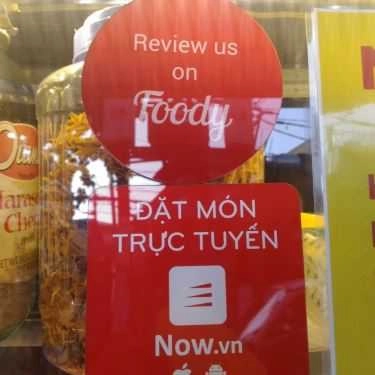 Review us
on
Foody
ĐẶT MÓN
TRỰC TUYẾN
Now.vn